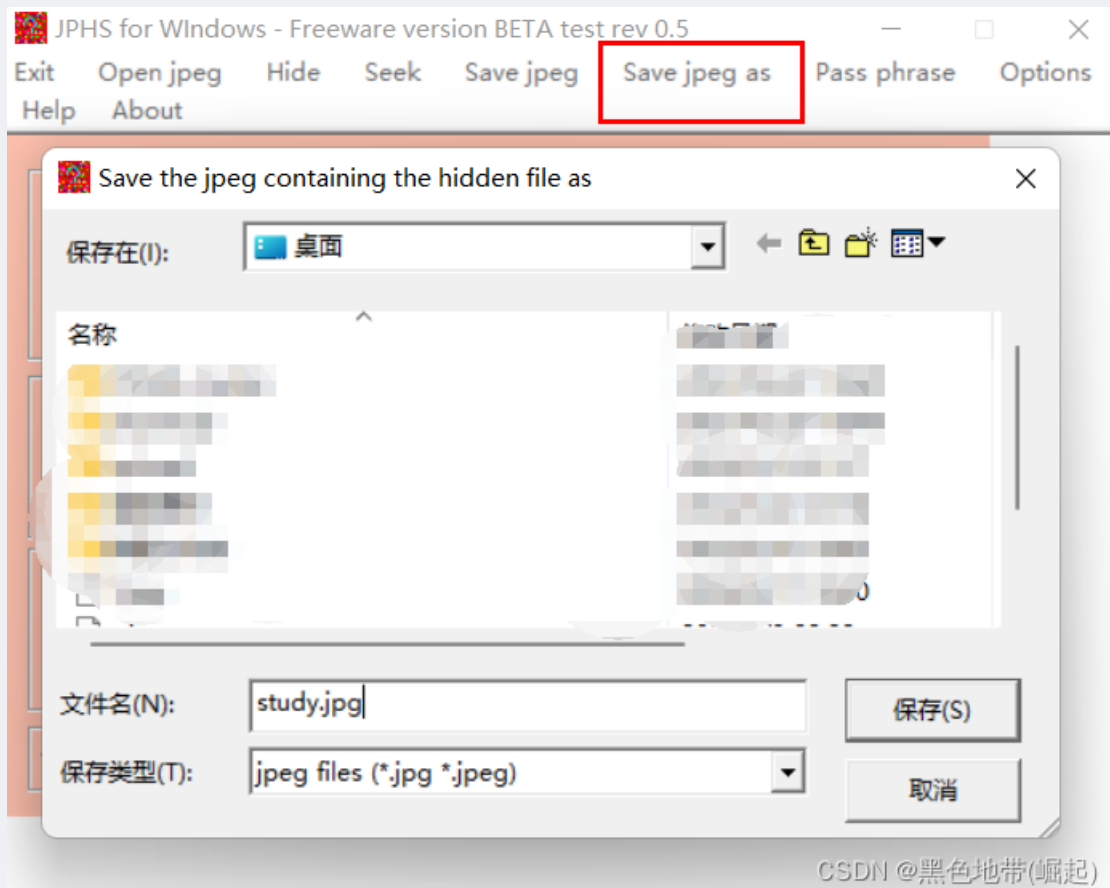 JPHS for WIndows - Freeware version BETA test rev 0.5
Exit Open jpeg Hide Seek Save jpeg Save jpeg as Pass phrase Options
Help About
Save the jpeg containing the hidden file as
保存在(I): 桌面
名称
文件名(N): study.jpg 保存(S)
保存类型(T): jpeg files (*.jpg *.jpeg)
取消
CSDN @黑色地带(崛起)